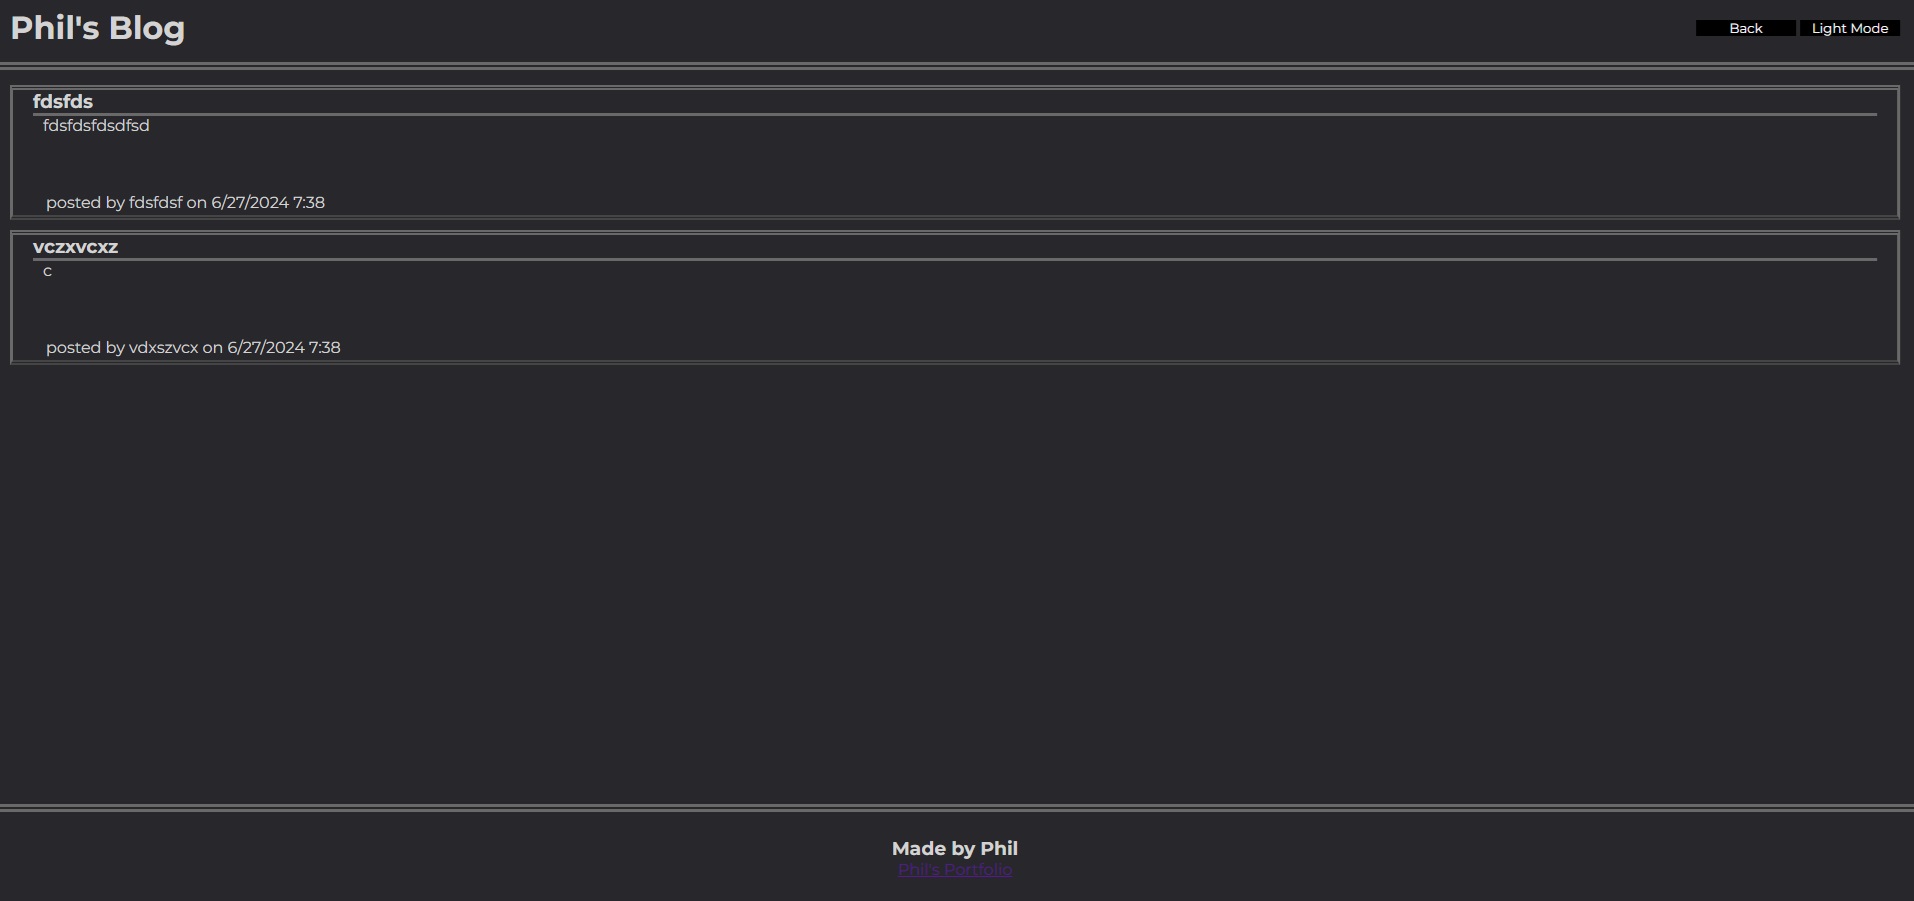 Phil's Blog
Back
Light Mode
fdsfds
fdsfdsfdsdfsd
posted by fdsfdsf on 6/27/2024 7:38
vczxvcxz
c
posted by vdxszvcx on 6/27/2024 7:38
Made by Phil
Phil's Portfolio